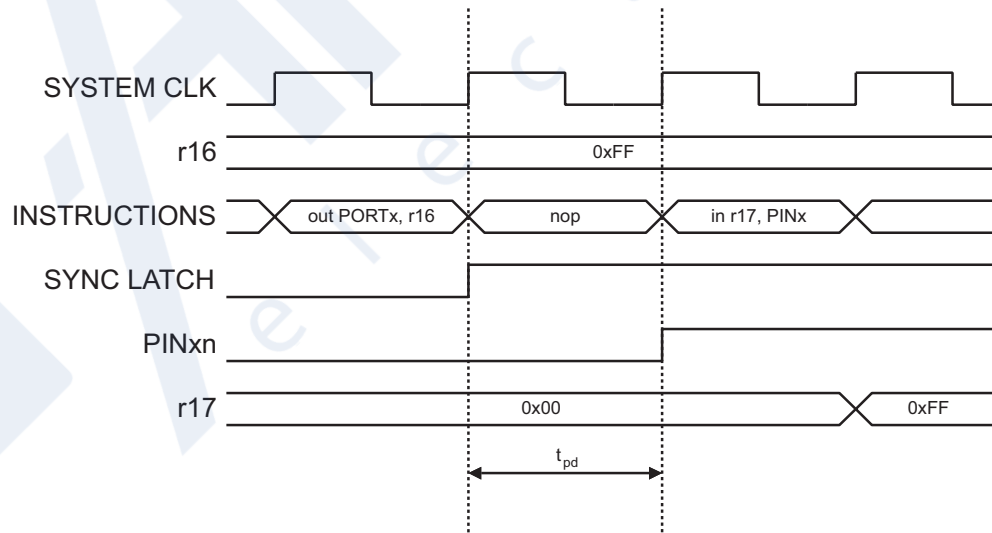 SYSTEM CLK
r16 0xFF
INSTRUCTIONS out PORTx, r16 nop in r17, PINx
SYNC LATCH
PINxn
r17 0x00 0xFF
tpd